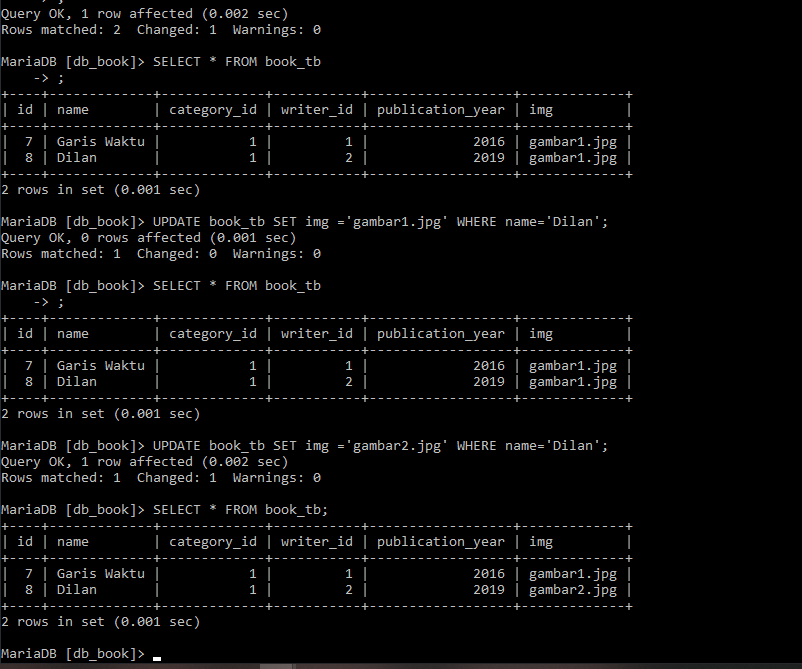 Query OK, 1 row affected (0.002 sec)
Rows matched: 2  Changed: 1  Warnings: 0

MariaDB [db_book]> SELECT * FROM book_tb
    -> ;
+----+-------------+-------------+-----------+------------------+-------------+
| id | name        | category_id | writer_id | publication_year | img         |
+----+-------------+-------------+-----------+------------------+-------------+
|  7 | Garis Waktu |           1 |         1 |             2016 | gambar1.jpg |
|  8 | Dilan       |           1 |         2 |             2019 | gambar1.jpg |
+----+-------------+-------------+-----------+------------------+-------------+
2 rows in set (0.001 sec)

MariaDB [db_book]> UPDATE book_tb SET img ='gambar1.jpg' WHERE name='Dilan';
Query OK, 0 rows affected (0.001 sec)
Rows matched: 1  Changed: 0  Warnings: 0

MariaDB [db_book]> SELECT * FROM book_tb
    -> ;
+----+-------------+-------------+-----------+------------------+-------------+
| id | name        | category_id | writer_id | publication_year | img         |
+----+-------------+-------------+-----------+------------------+-------------+
|  7 | Garis Waktu |           1 |         1 |             2016 | gambar1.jpg |
|  8 | Dilan       |           1 |         2 |             2019 | gambar1.jpg |
+----+-------------+-------------+-----------+------------------+-------------+
2 rows in set (0.001 sec)

MariaDB [db_book]> UPDATE book_tb SET img ='gambar2.jpg' WHERE name='Dilan';
Query OK, 1 row affected (0.002 sec)
Rows matched: 1  Changed: 1  Warnings: 0

MariaDB [db_book]> SELECT * FROM book_tb;
+----+-------------+-------------+-----------+------------------+-------------+
| id | name        | category_id | writer_id | publication_year | img         |
+----+-------------+-------------+-----------+------------------+-------------+
|  7 | Garis Waktu |           1 |         1 |             2016 | gambar1.jpg |
|  8 | Dilan       |           1 |         2 |             2019 | gambar2.jpg |
+----+-------------+-------------+-----------+------------------+-------------+
2 rows in set (0.001 sec)

MariaDB [db_book]>